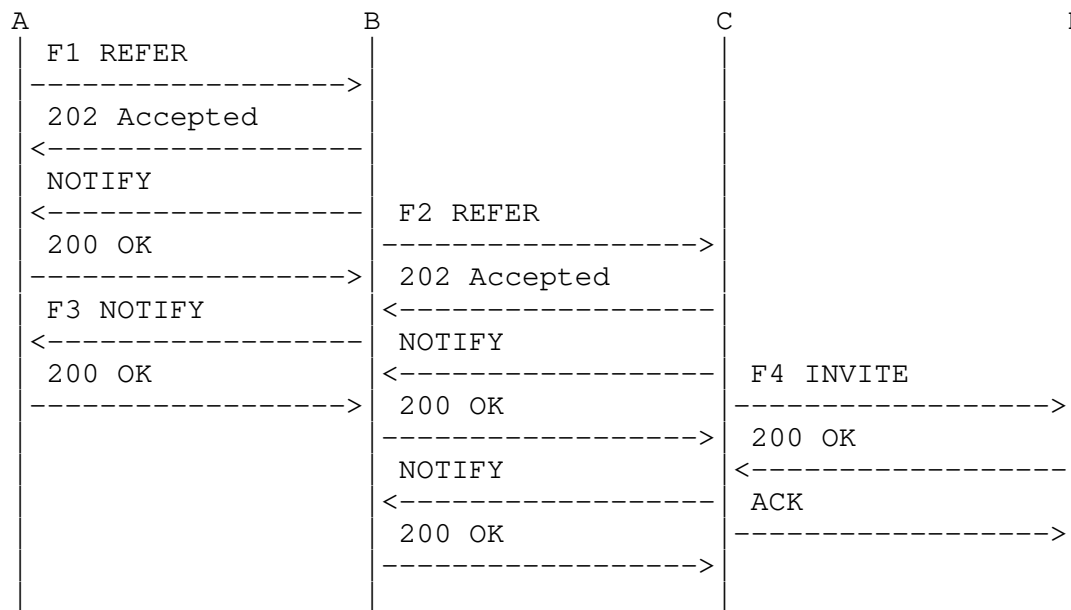 A B C
F1 REFER
------------------>
202 Accepted
<------------------
NOTIFY
<------------------ F2 REFER
200 OK ------------------>
------------------> 202 Accepted
F3 NOTIFY <------------------
<------------------ NOTIFY
200 OK <------------------ F4 INVITE
------------------> 200 OK ------------------>
------------------> 200 OK
NOTIFY <------------------
<------------------ ACK
200 OK ------------------>
------------------>